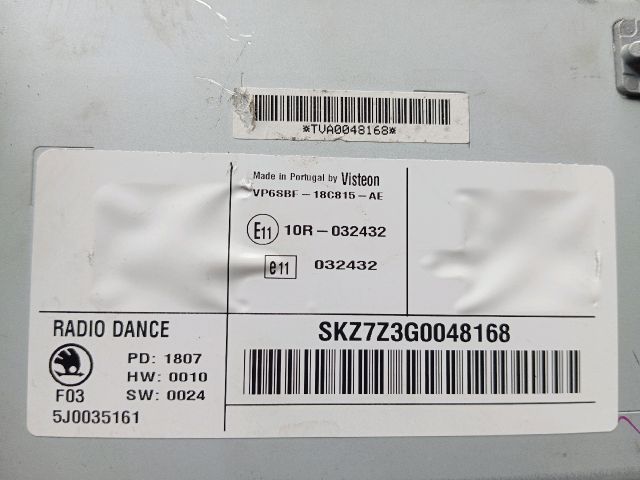 *TVA0048168*
Made in Portugal by Visteon
VP6SBF-18C815-AE
E11 10R-032432
e11 032432
RADIO DANCE
PD: 1807
HW: 0010
F03 SW: 0024
5J0035161
SKZ7Z3G0048168